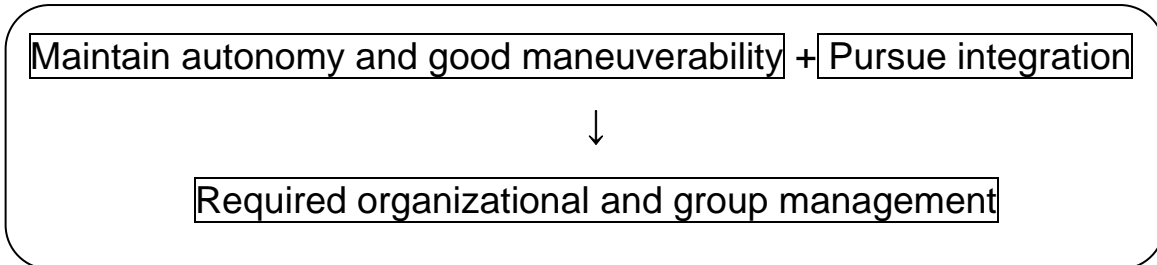 Maintain autonomy and good maneuverability + Pursue integration
↓
Required organizational and group management